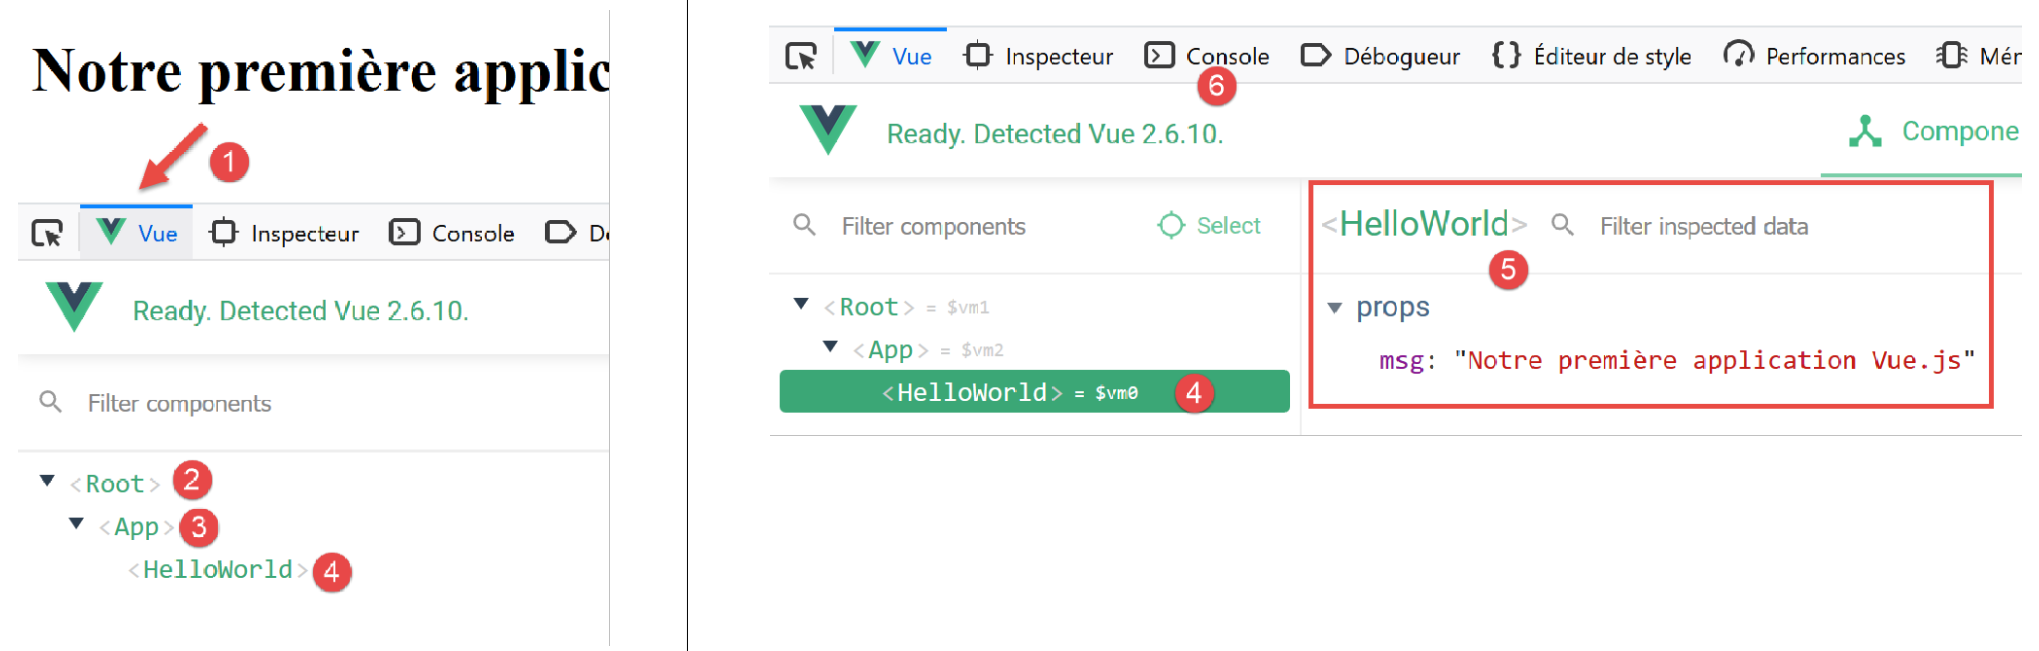 Notre première applic
1
Vue Inspecteur Console
Ready. Detected Vue 2.6.10.
Filter components
<Root> 2
<App> 3
<HelloWorld> 4
Vue Inspecteur Console Débogueur {} Éditeur de style Performances Mér
6
Ready. Detected Vue 2.6.10. Compone
Filter components Select <HelloWorld> Filter inspected data
5
<Root> = $vm1 props
<App> = $vm2 msg: "Notre première application Vue.js"
<HelloWorld> = $vm0 4